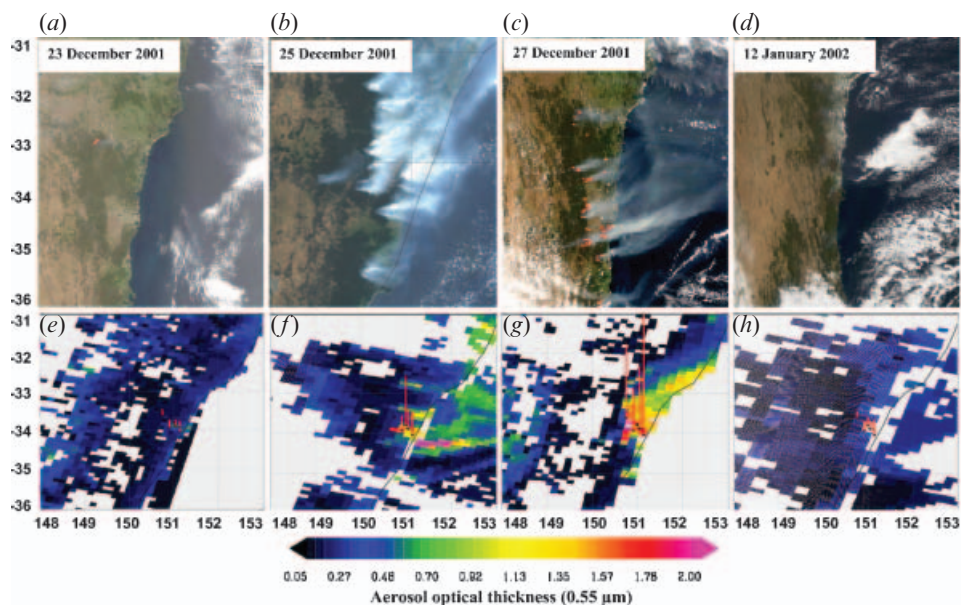 (a) (b) (c) (d)
-31
23 December 2001 25 December 2001 27 December 2001 12 January 2002
-32
-33
-34
-35
-36
(e) (f) (g) (h)
-31
-32
-33
-34
-35
-36
148 149 150 151 152 153 148 149 150 151 152 153 148 149 150 151 152 153 148 149 150 151 152 153
0.05 0.27 0.48 0.70 0.92 1.13 1.35 1.57 1.78 2.00
Aerosol optical thickness (0.55 μm)